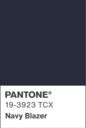 PANTONE®
19-3923 TCX
Navy Blazer